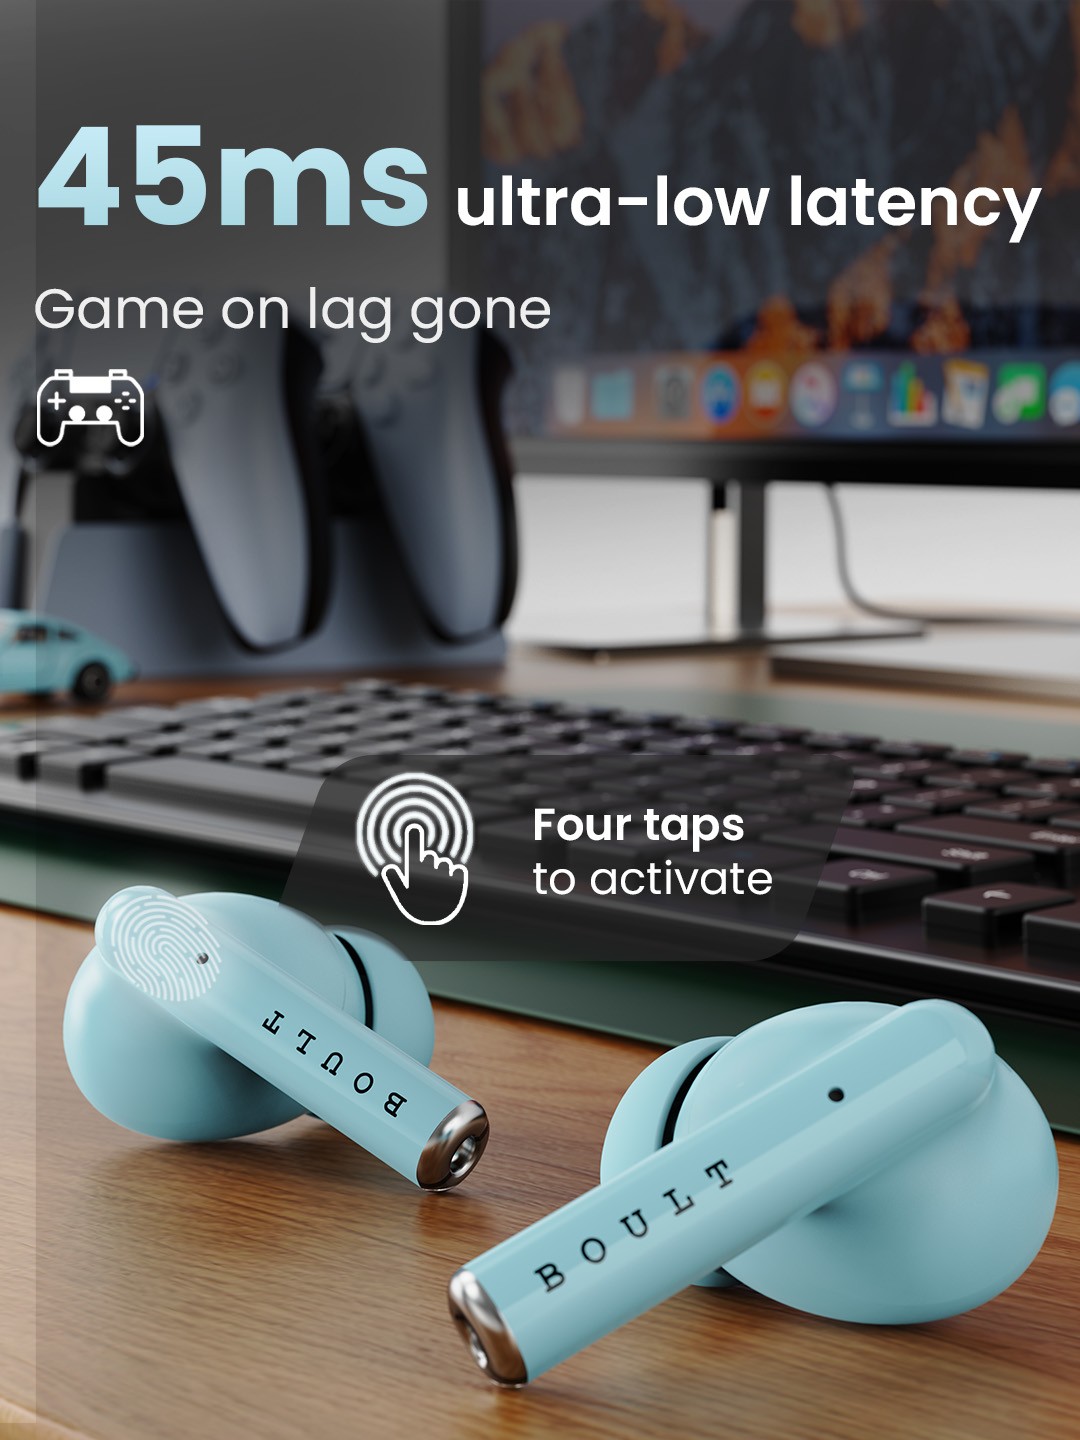 45ms ultra-low latency
Game on lag gone
Four taps
to activate
BOULT
BOULT